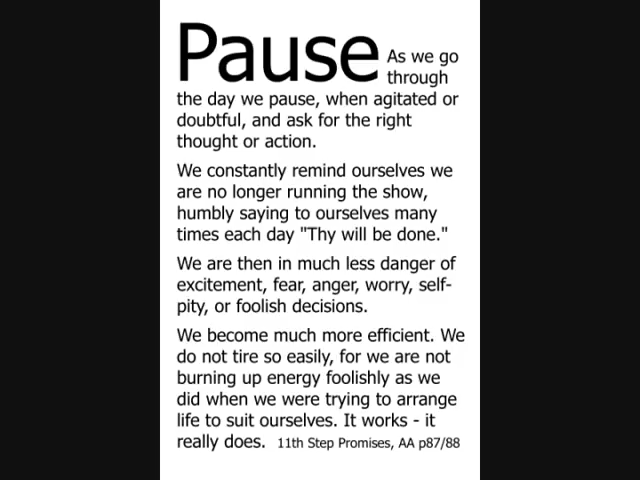 Pause As we go
through
the day we pause, when agitated or
doubtful, and ask for the right
thought or action.
We constantly remind ourselves we
are no longer running the show,
humbly saying to ourselves many
times each day "Thy will be done."
We are then in much less danger of
excitement, fear, anger, worry, self-
pity, or foolish decisions.
We become much more efficient. We
do not tire so easily, for we are not
burning up energy foolishly as we
did when we were trying to arrange
life to suit ourselves. It works - it
really does. 11th Step Promises, AA p87/88